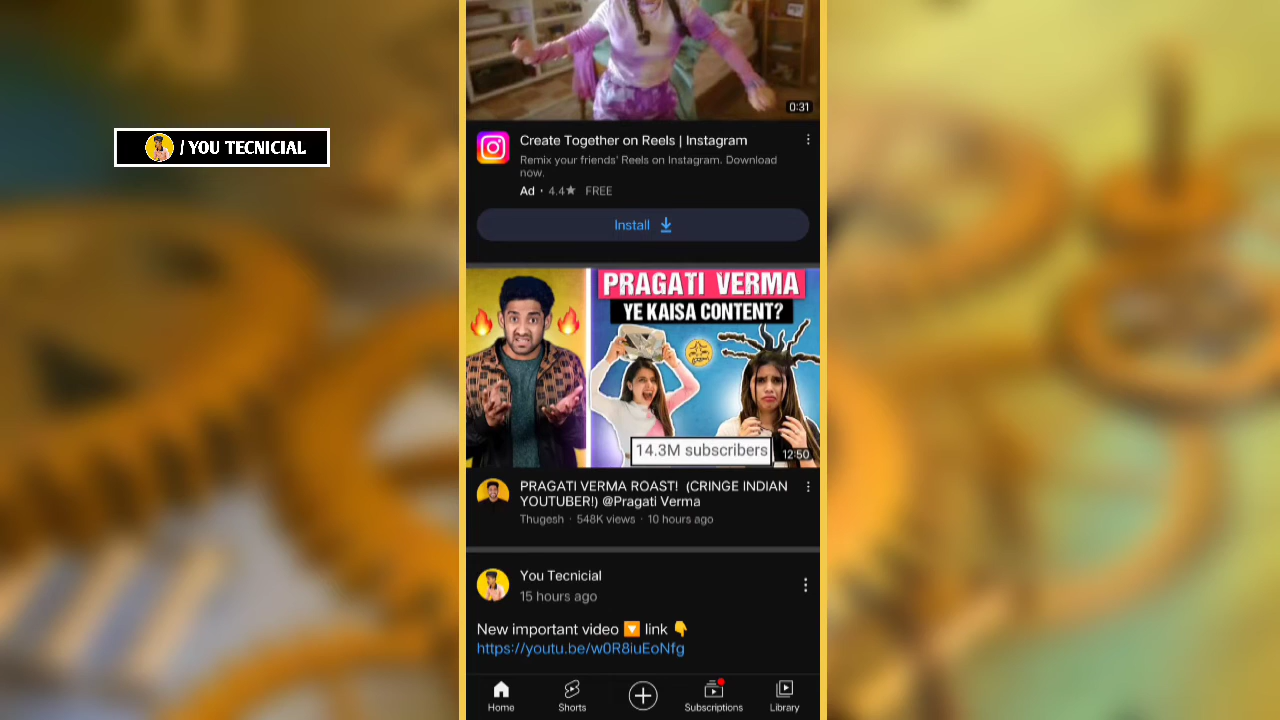 / YOU TECNICIAL
0:31
Create Together on Reels | Instagram
Remix your friends' Reels on Instagram. Download
now.
Ad · 4.4★ FREE
Install
PRAGATI VERMA
YE KAISA CONTENT?
14.3M subscribers
12:50
PRAGATI VERMA ROAST! (CRINGE INDIAN
YOUTUBER!) @Pragati Verma
Thugesh · 548K views · 10 hours ago
You Tecnicial
15 hours ago
New important video 🔽 link 👇
https://youtu.be/w0R8iuEoNfg
Home
Shorts
Subscriptions
Library